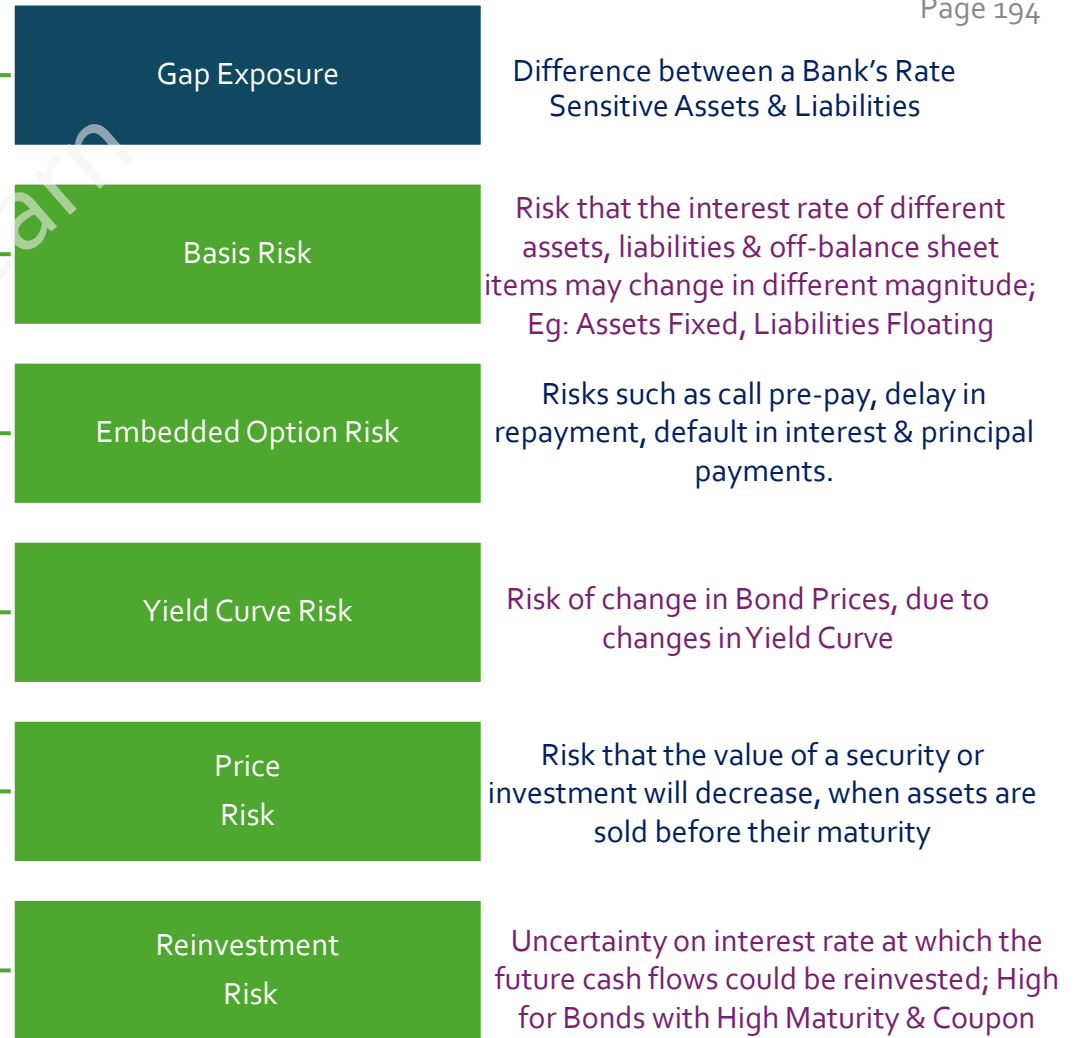 Page 194
Gap Exposure
Difference between a Bank's Rate
Sensitive Assets & Liabilities
Basis Risk
Risk that the interest rate of different
assets, liabilities & off-balance sheet
items may change in different magnitude;
Eg: Assets Fixed, Liabilities Floating
Embedded Option Risk
Risks such as call pre-pay, delay in
repayment, default in interest & principal
payments.
Yield Curve Risk
Risk of change in Bond Prices, due to
changes in Yield Curve
Price
Risk
Risk that the value of a security or
investment will decrease, when assets are
sold before their maturity
Reinvestment
Risk
Uncertainty on interest rate at which the
future cash flows could be reinvested; High
for Bonds with High Maturity & Coupon